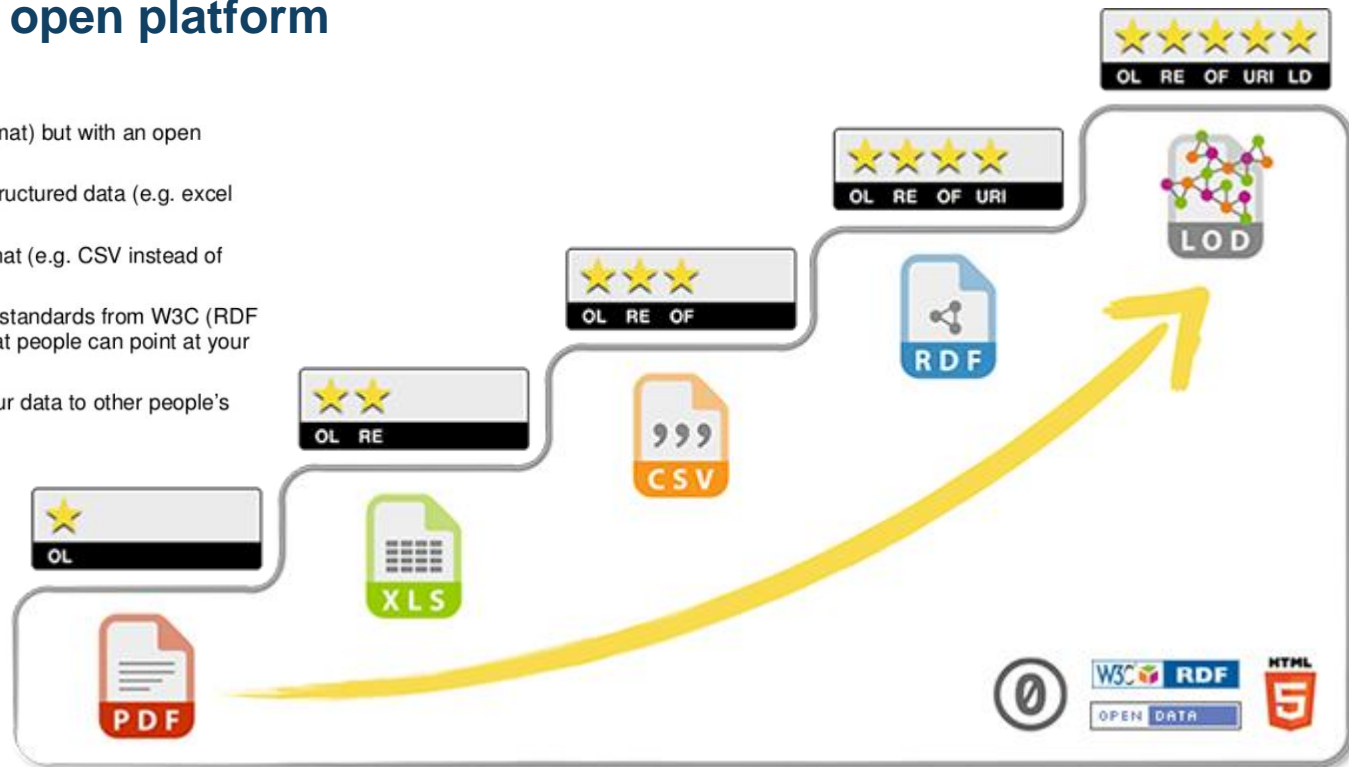 open platform
mat) but with an open
ructured data (e.g. excel
nat (e.g. CSV instead of
standards from W3C (RDF
at people can point at your
ur data to other people's
OL RE OF URI LD
LOD
OL RE OF URI
RDF
OL RE OF
CSV
OL RE
XLS
OL
PDF
0
W3C RDF
OPEN DATA
HTML
5